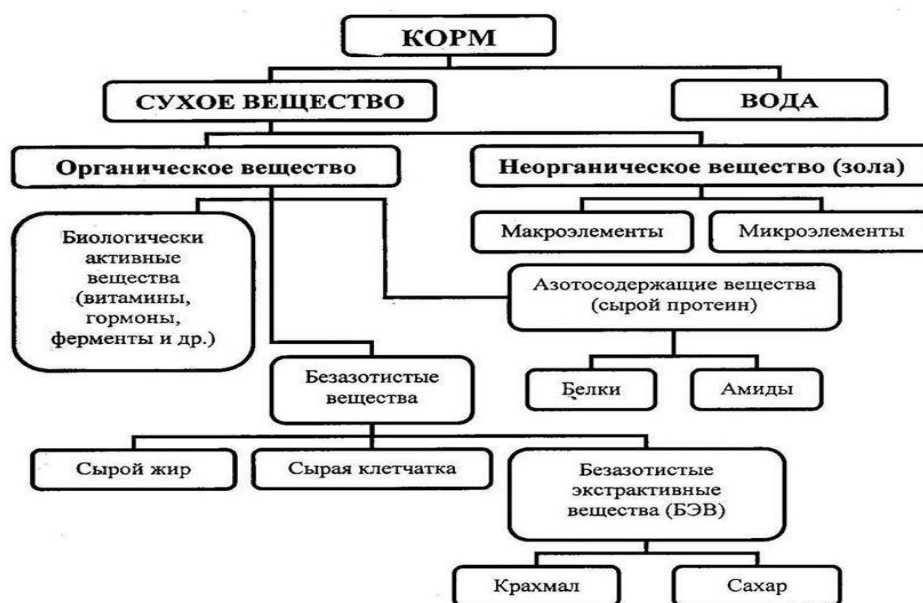 КОРМ
СУХОЕ ВЕЩЕСТВО
ВОДА
Органическое вещество
Неорганическое вещество (зола)
Биологически
активные
вещества
(витамины,
гормоны,
ферменты и др.)
Макроэлементы
Микроэлементы
Азотосодержащие вещества
(сырой протеин)
Безазотистые
вещества
Белки
Амиды
Сырой жир
Сырая клетчатка
Безазотистые
экстрактивные
вещества (БЭВ)
Крахмал
Сахар